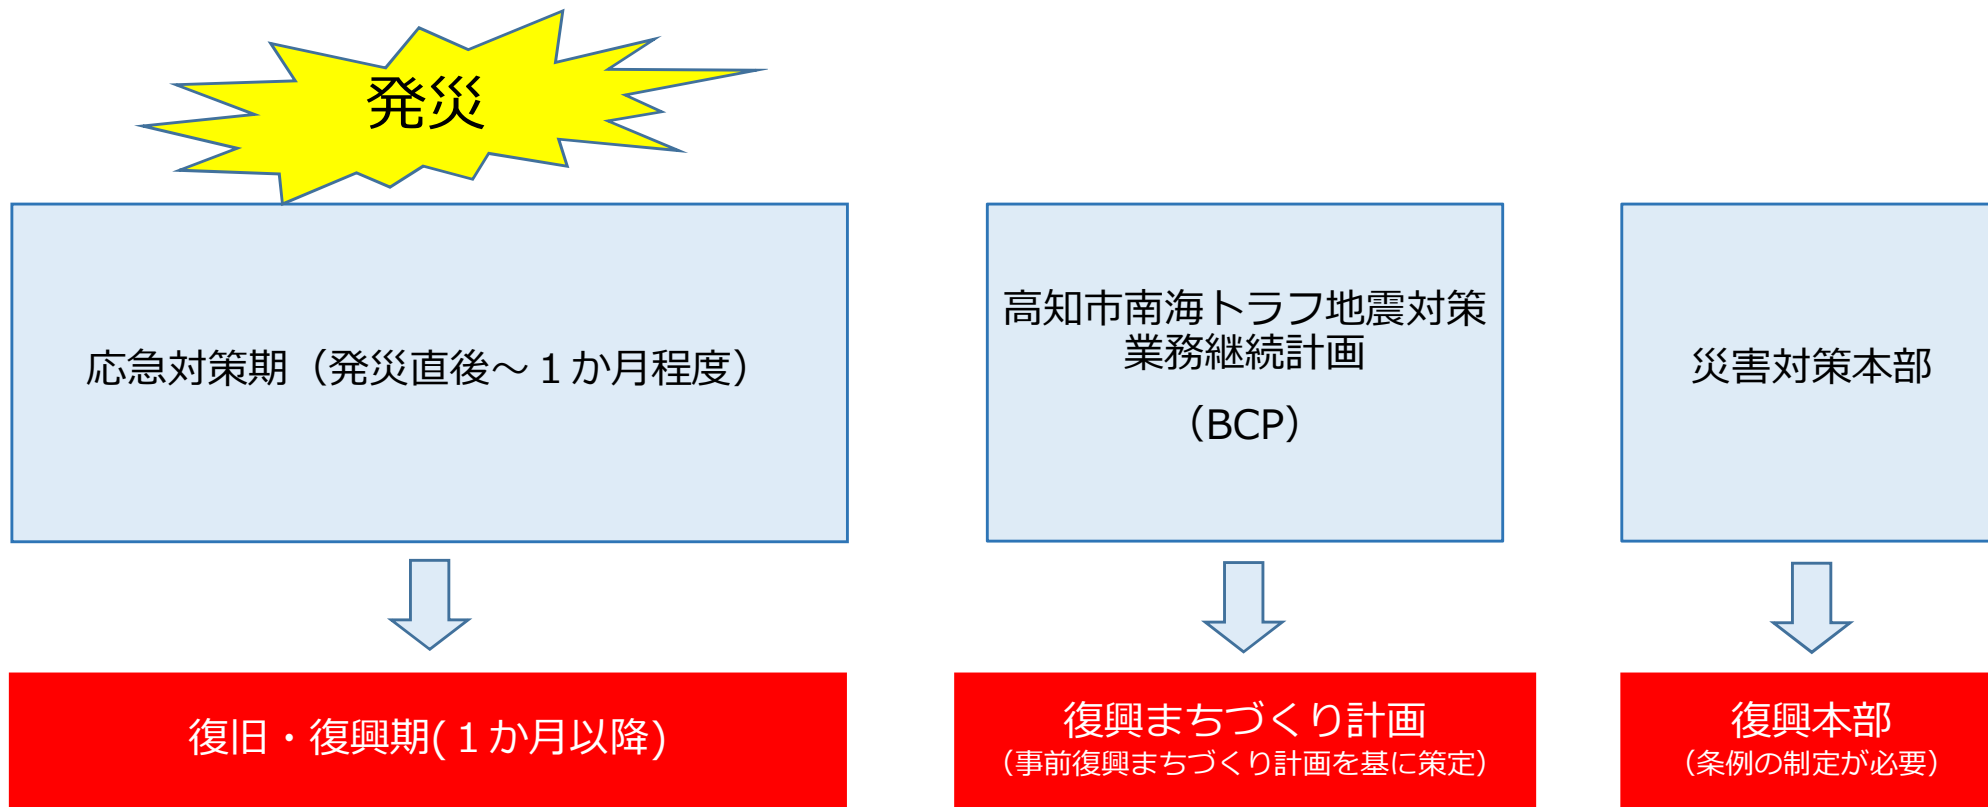 発災
応急対策期（発災直後～１か月程度）
高知市南海トラフ地震対策
業務継続計画
（BCP）
災害対策本部
復旧・復興期(１か月以降)
復興まちづくり計画
（事前復興まちづくり計画を基に策定）
復興本部
（条例の制定が必要）